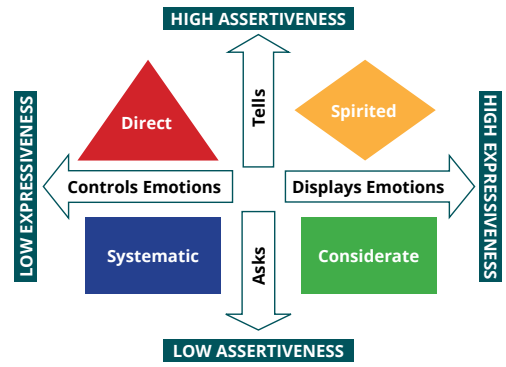 HIGH ASSERTIVENESS
Tells
Direct
Spirited
LOW EXPRESSIVENESS
Controls Emotions
Displays Emotions
HIGH EXPRESSIVENESS
Systematic
Asks
Considerate
LOW ASSERTIVENESS